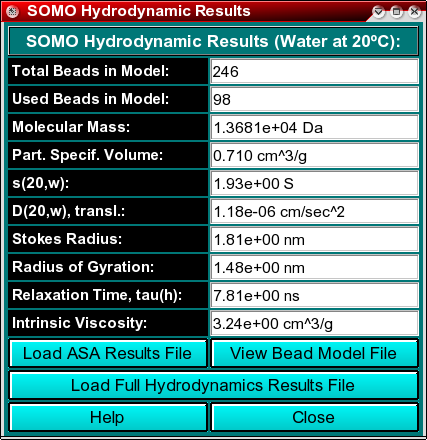 SOMO Hydrodynamic Results
SOMO Hydrodynamic Results (Water at 20ºC):
Total Beads in Model: 246
Used Beads in Model: 98
Molecular Mass: 1.3681e+04 Da
Part. Specif. Volume: 0.710 cm^3/g
s(20,w): 1.93e+00 S
D(20,w), transl.: 1.18e-06 cm/sec^2
Stokes Radius: 1.81e+00 nm
Radius of Gyration: 1.48e+00 nm
Relaxation Time, tau(h): 7.81e+00 ns
Intrinsic Viscosity: 3.24e+00 cm^3/g
Load ASA Results File View Bead Model File
Load Full Hydrodynamics Results File
Help Close